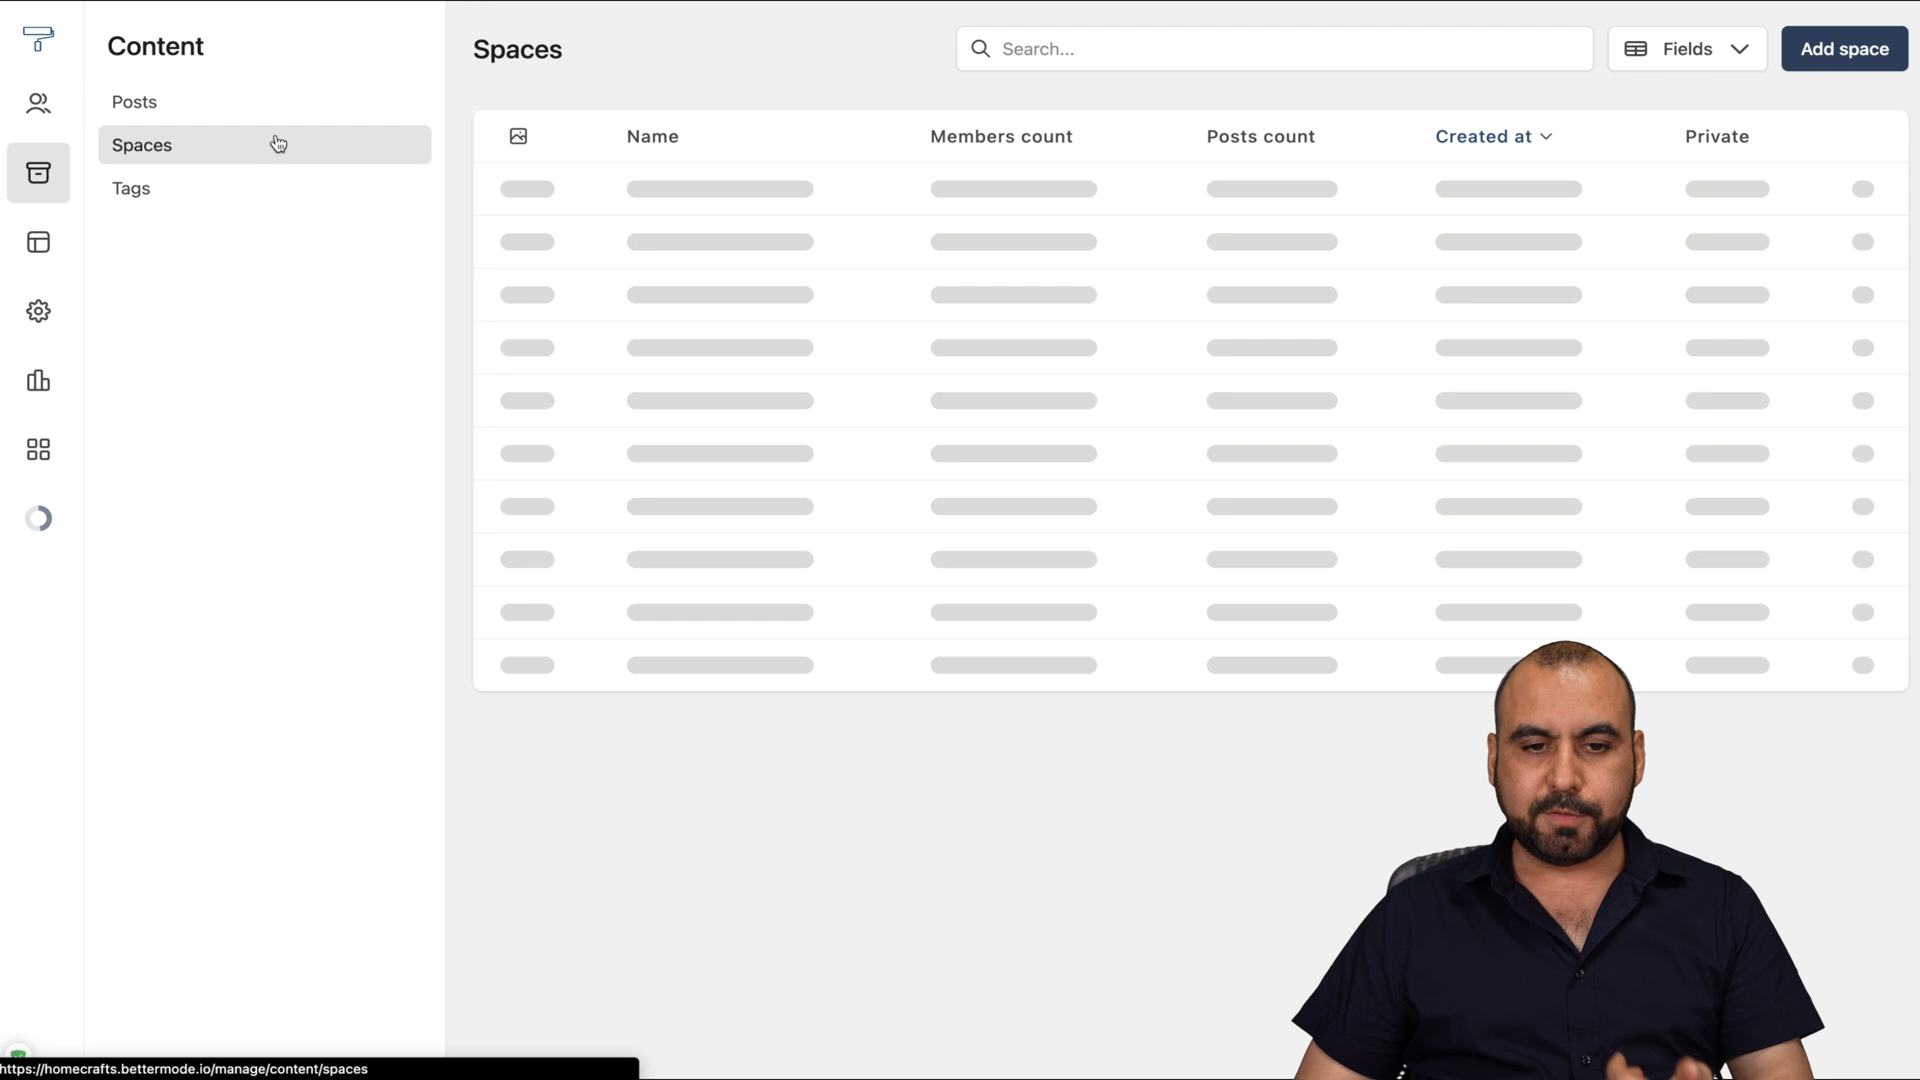 Content
Posts
Spaces
Tags
Spaces
Search...
Fields
Add space
Name
Members count
Posts count
Created at
Private
https://homecrafts.bettermode.io/manage/content/spaces